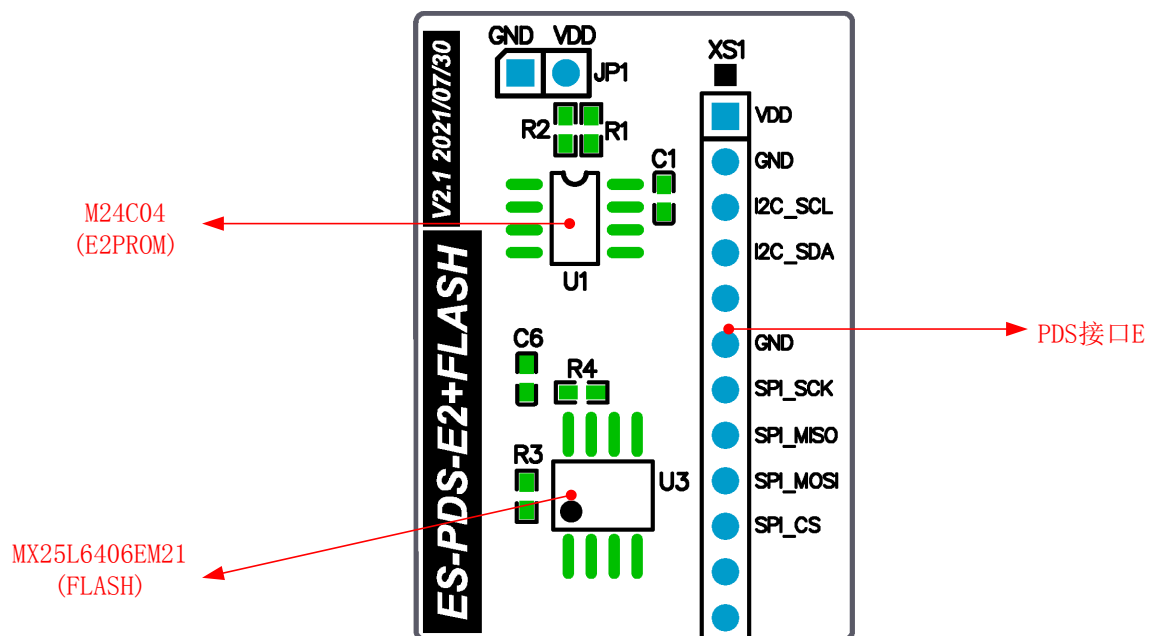 GND VDD
JP1
XS1
V2.1 2021/07/30
R2
R1
C1
VDD
GND
I2C_SCL
I2C_SDA
M24C04
(E2PROM)
U1
ES-PDS-E2+FLASH
PDS接口E
GND
C6
R4
SPI_SCK
SPI_MISO
R3
U3
SPI_MOSI
SPI_CS
MX25L6406EM21
(FLASH)